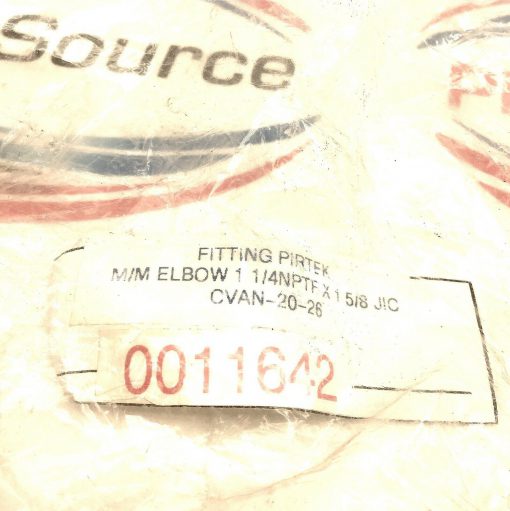 Source
FITTING PIRTEK
M/M ELBOW 1 1/4NPTF X 1 5/8 JIC
CVAN-20-26
0011642